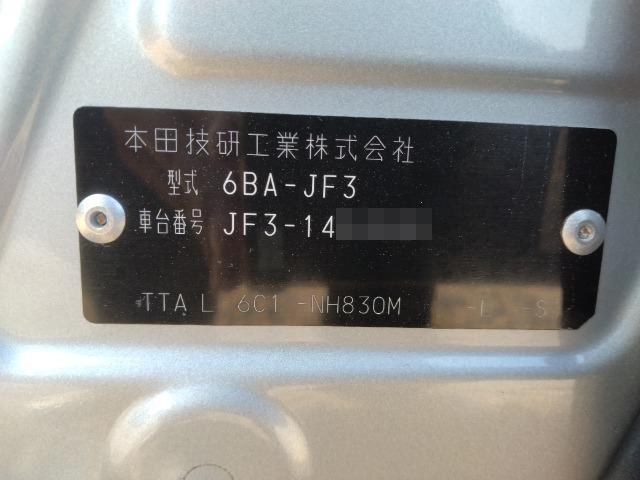 本田技研工業株式会社
型式 6BA-JF3
車台番号 JF3-14
TTA L 6C1 -NH830M -L -S